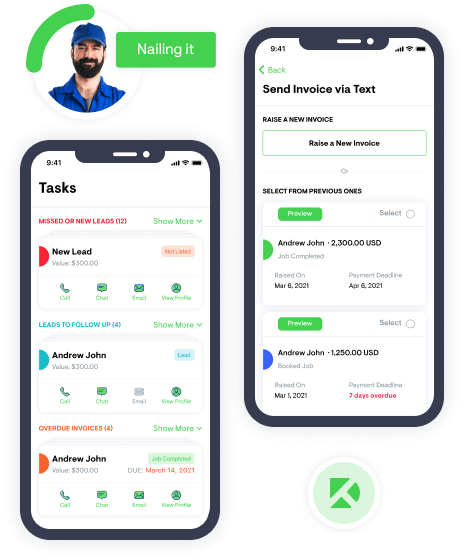 Nailing it
9:41
Tasks
MISSED OR NEW LEADS (12) Show More
New Lead Not Listed
Value: $300.00
Call Chat Email View Profile
LEADS TO FOLLOW UP (4) Show More
Andrew John Lead
Value: $300.00
Call Chat Email View Profile
OVERDUE INVOICES (4) Show More
Andrew John Job Completed
Value: $300.00 DUE: March 14, 2021
Call Chat Email View Profile
9:41
Back
Send Invoice via Text
RAISE A NEW INVOICE
Raise a New Invoice
Or
SELECT FROM PREVIOUS ONES
Preview Select
Andrew John · 2,300.00 USD
Job Completed
Raised On Payment Deadline
Mar 6, 2021 Apr 6, 2021
Preview Select
Andrew John · 1,250.00 USD
Booked Job
Raised On Payment Deadline
Mar 1, 2021 7 days overdue